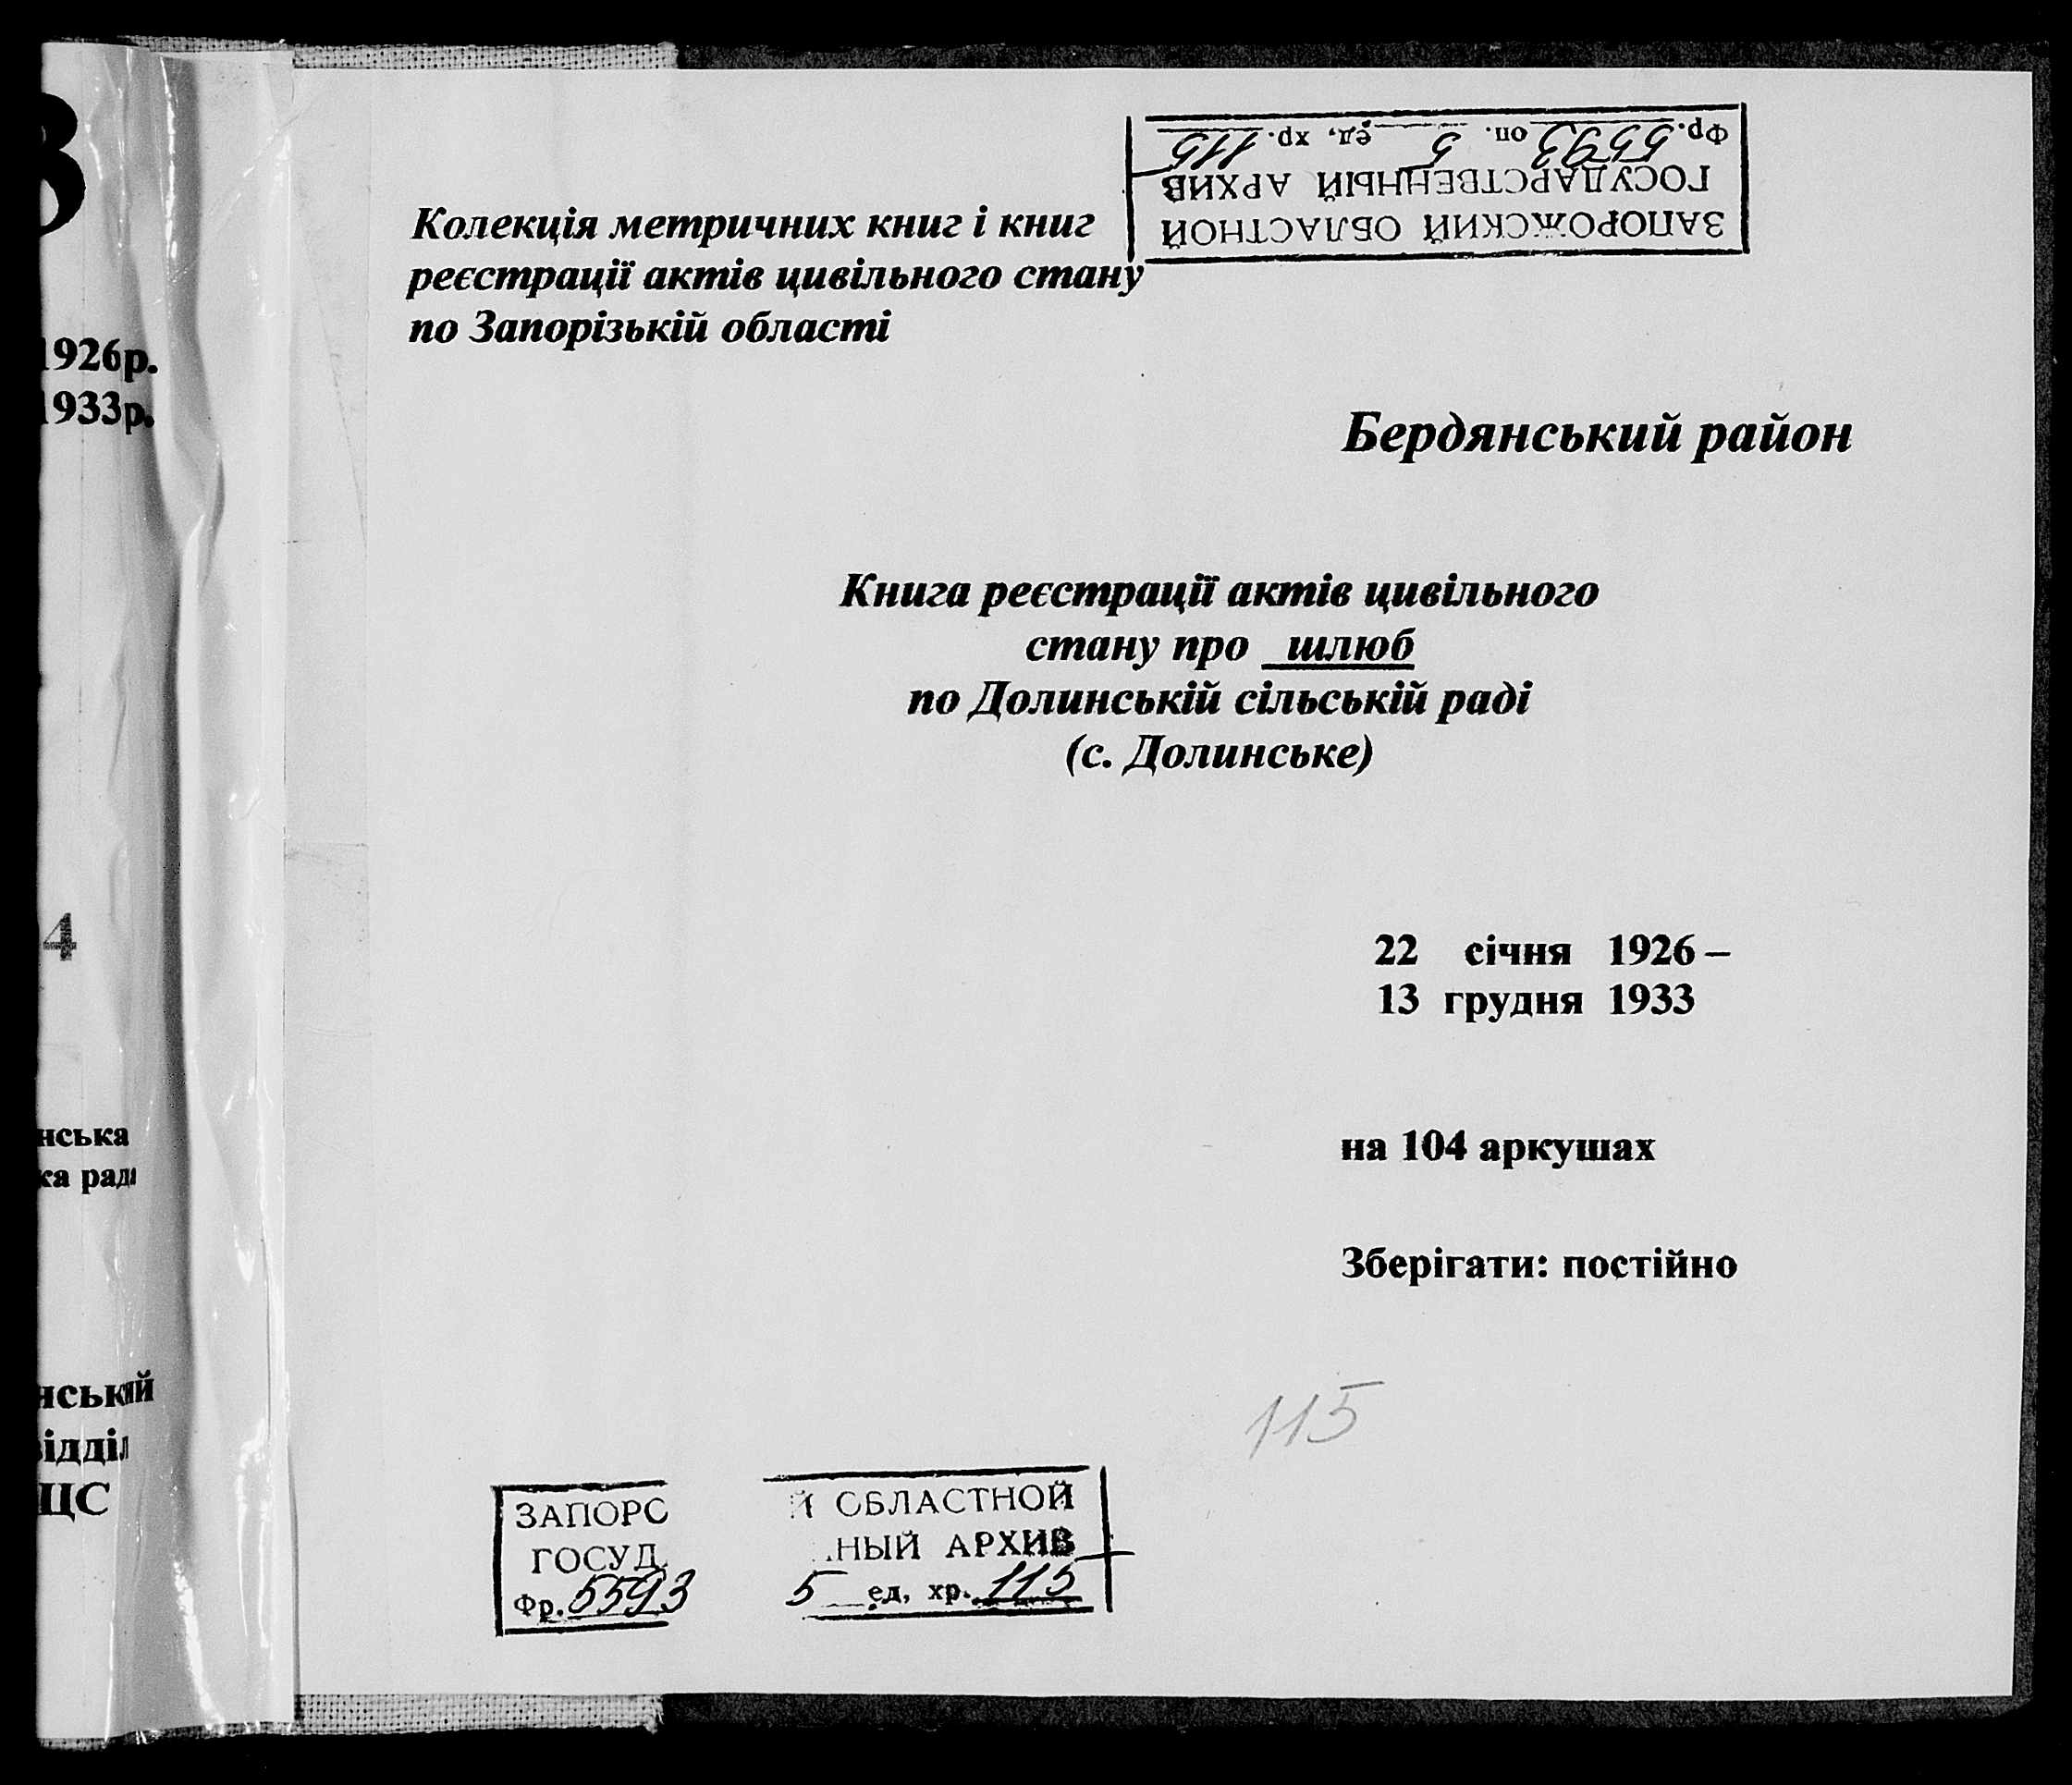 В
1926р.
1933р.
4
нська
ка рада
нський
відділ
ЦС
ЗАПОРОЖСКИЙ ОБЛАСТНОЙ
ГОСУДАРСТВЕННЫЙ АРХИВ
Фр. 5593 оп. 5 ед. хр. 115
Колекція метричних книг і книг
реєстрації актів цивільного стану
по Запорізькій області
Бердянський район
Книга реєстрації актів цивільного
стану про шлюб
по Долинській сільській раді
(с. Долинське)
22 січня 1926 –
13 грудня 1933
на 104 аркушах
Зберігати: постійно
115
ЗАПОРО Й ОБЛАСТНОЙ
ГОСУД НЫЙ АРХИВ
Фр. 5593 5 ед, хр. 115